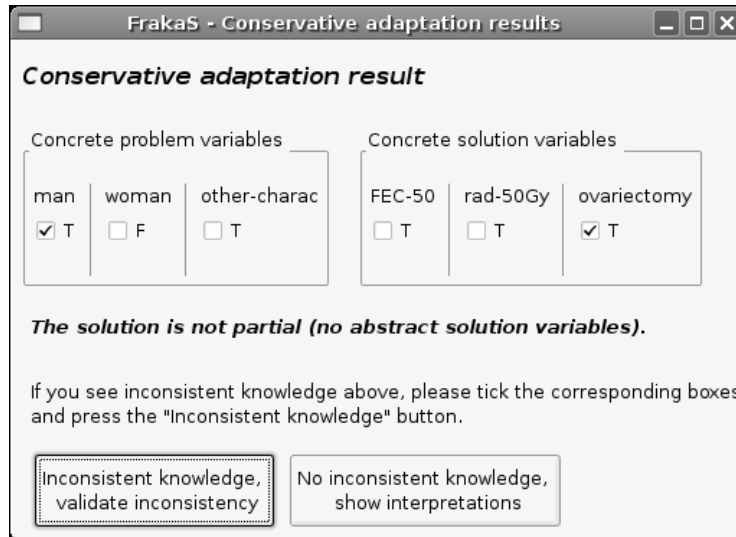 FrakaS - Conservative adaptation results
Conservative adaptation result
Concrete problem variables
Concrete solution variables
man woman other-charac
FEC-50 rad-50Gy ovariectomy
T F T
T T T
The solution is not partial (no abstract solution variables).
If you see inconsistent knowledge above, please tick the corresponding boxes
and press the "Inconsistent knowledge" button.
Inconsistent knowledge,
validate inconsistency
No inconsistent knowledge,
show interpretations